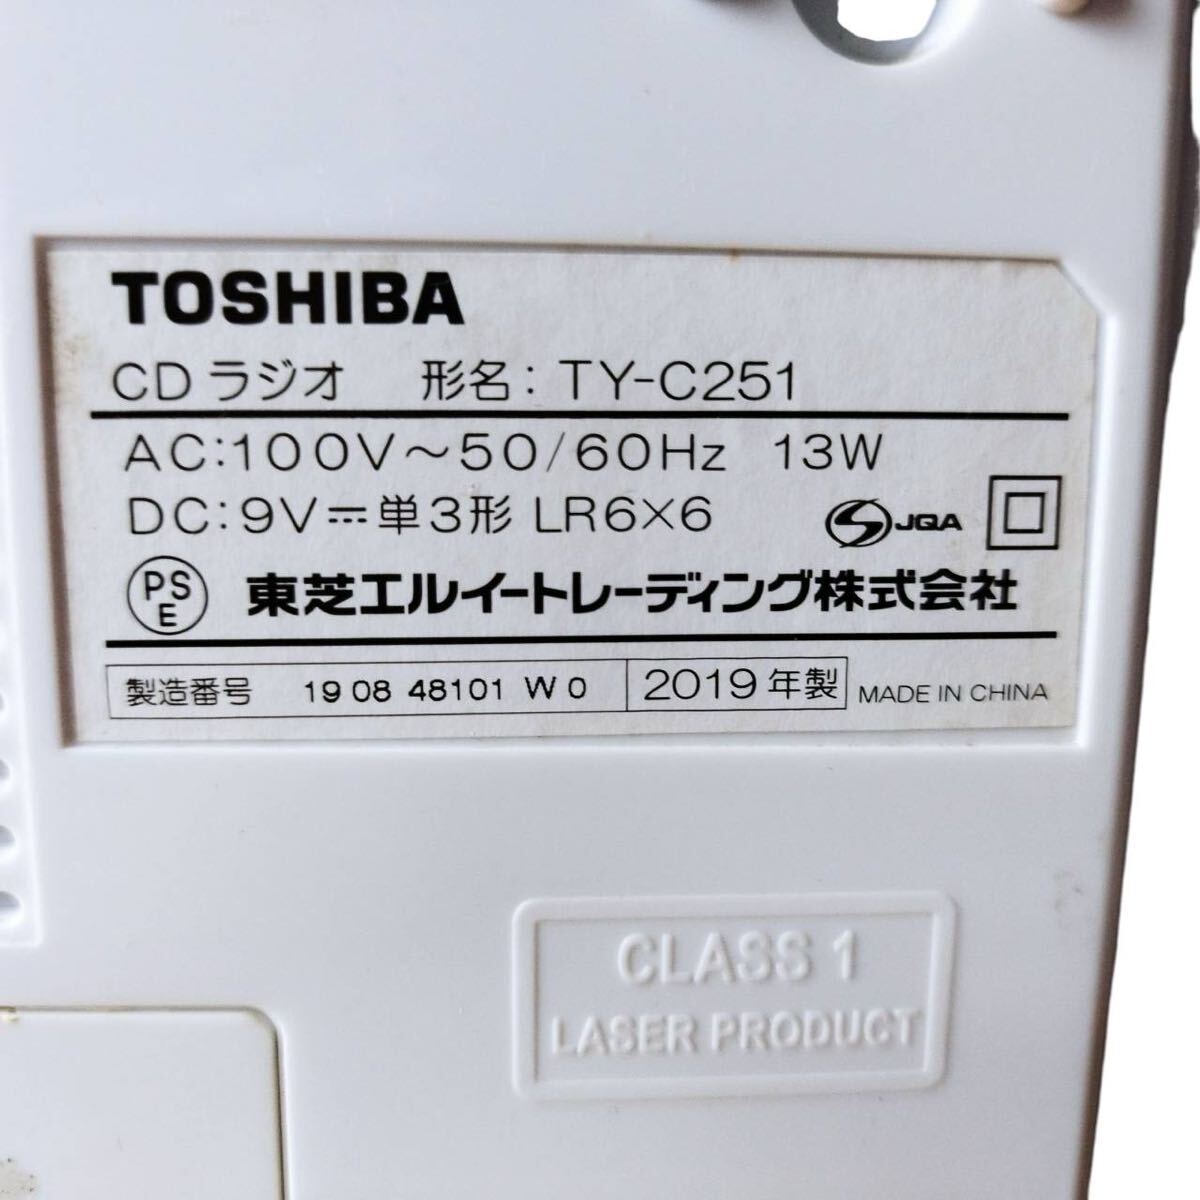 TOSHIBA
CD ラジオ 形名: TY-C251
AC:100V～50/60Hz 13W
DC:9V⎓単3形 LR6×6
JQA
PS
E
東芝エルイートレーディング株式会社
製造番号 19 08 48101 W 0 2019 年製 MADE IN CHINA
CLASS 1
LASER PRODUCT